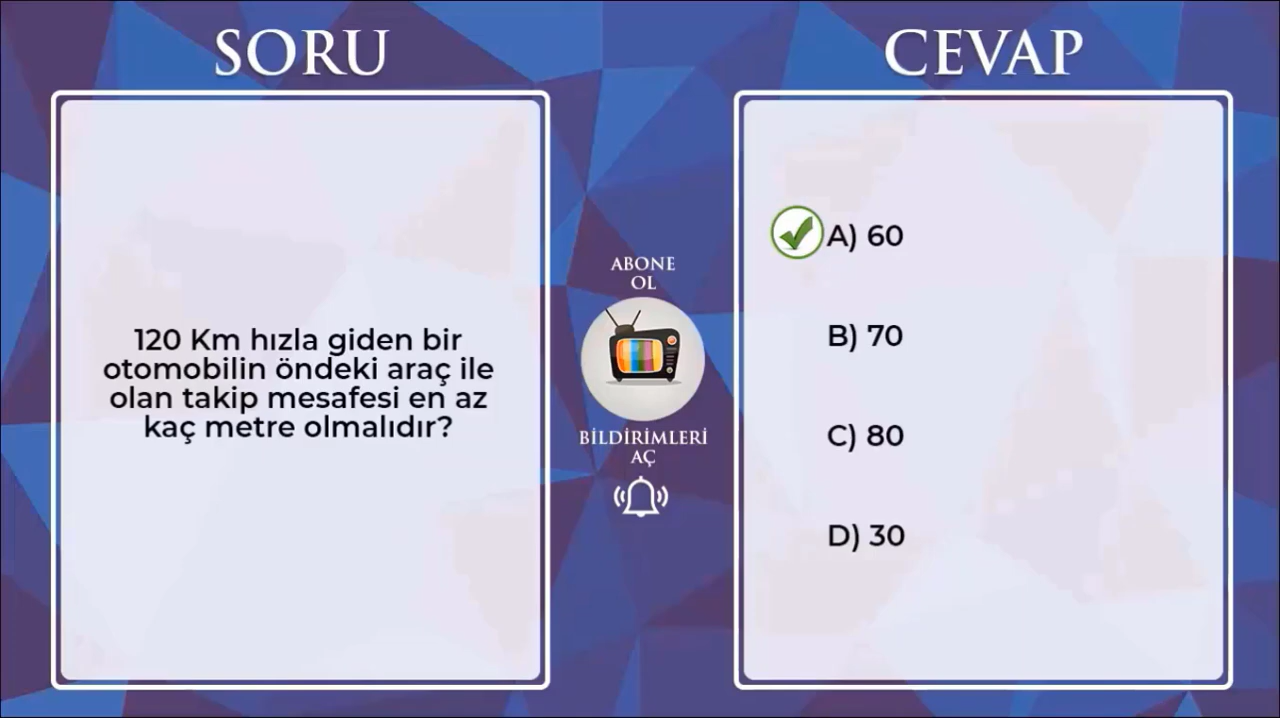 SORU
120 Km hızla giden bir
otomobilin öndeki araç ile
olan takip mesafesi en az
kaç metre olmalıdır?
ABONE
OL
BİLDİRİMLERİ
AÇ
CEVAP
A) 60
B) 70
C) 80
D) 30